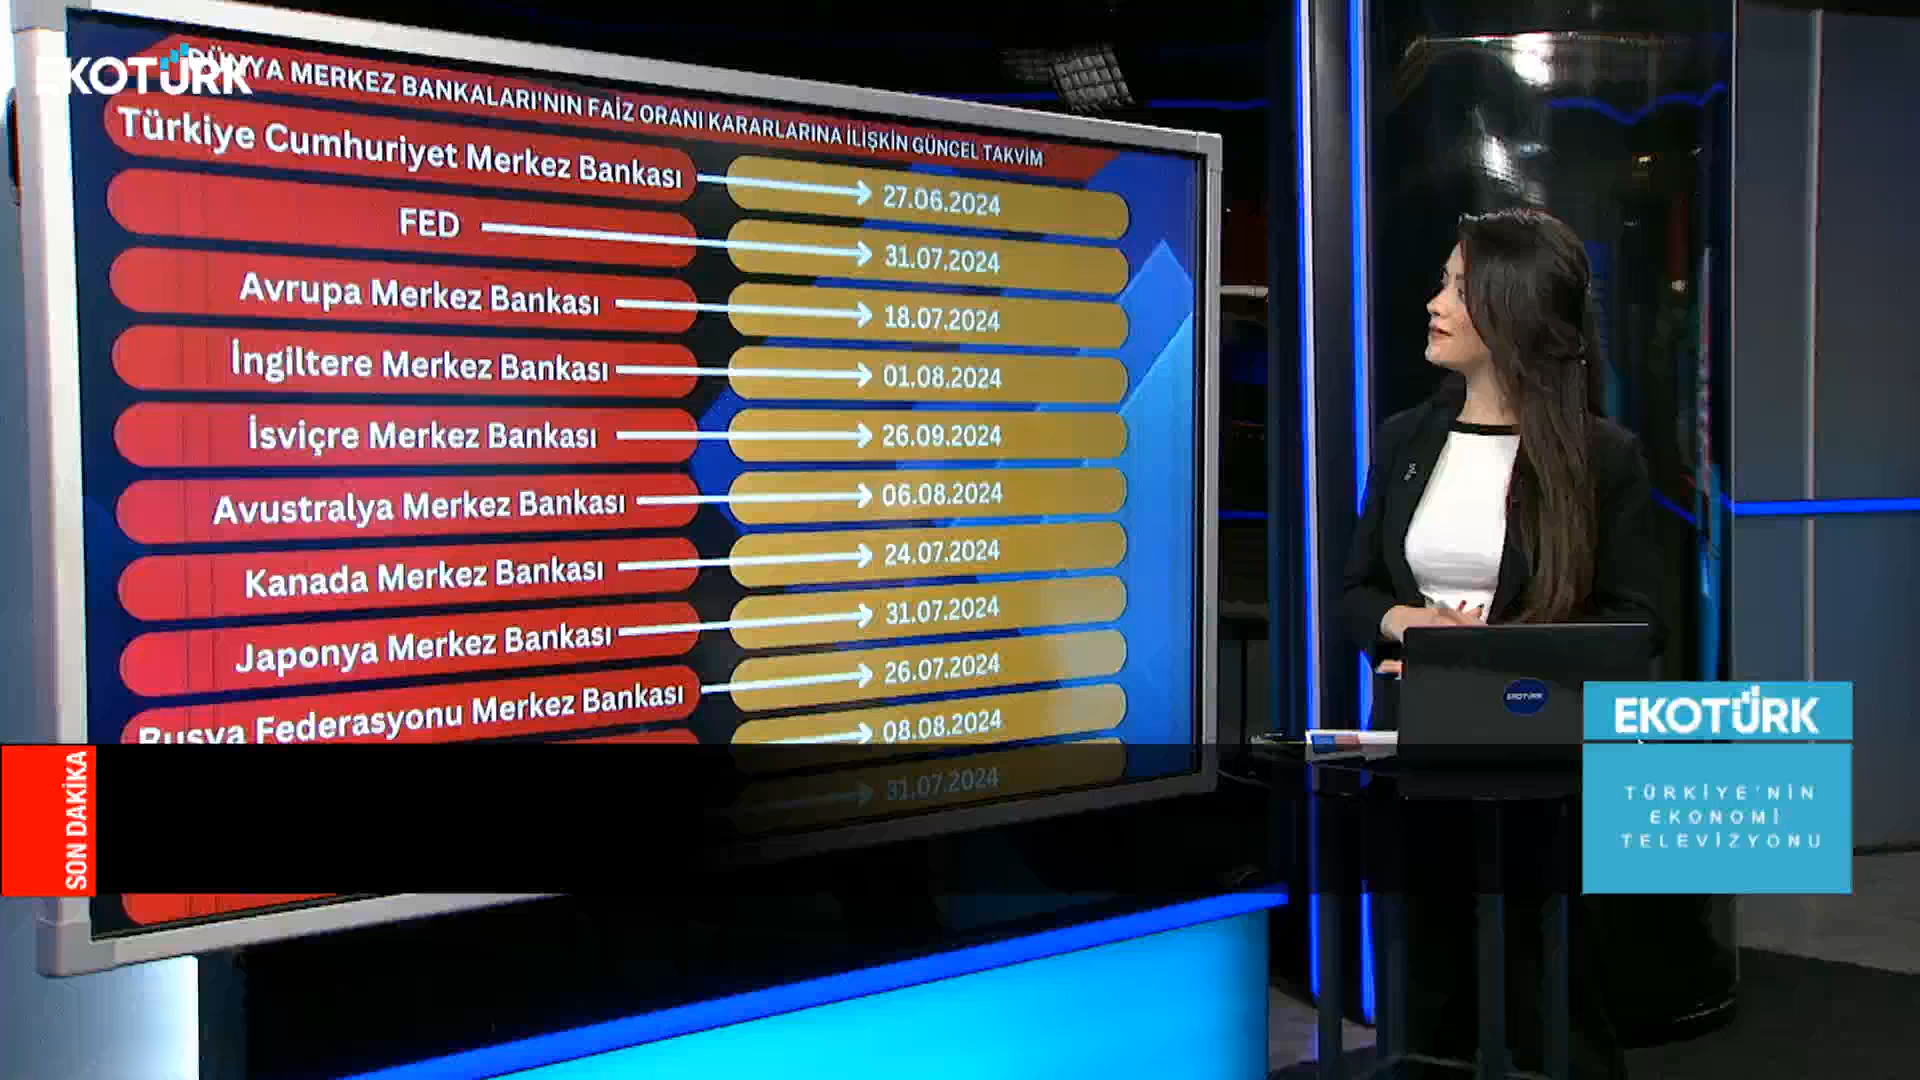 EKOTÜRK
DÜNYA MERKEZ BANKALARI'NIN FAİZ ORANI KARARLARINA İLİŞKİN GÜNCEL TAKVİM
Türkiye Cumhuriyet Merkez Bankası 27.06.2024
FED 31.07.2024
Avrupa Merkez Bankası 18.07.2024
İngiltere Merkez Bankası 01.08.2024
İsviçre Merkez Bankası 26.09.2024
Avustralya Merkez Bankası 06.08.2024
Kanada Merkez Bankası 24.07.2024
Japonya Merkez Bankası 31.07.2024
Rusya Federasyonu Merkez Bankası 26.07.2024
08.08.2024
31.07.2024
SON DAKİKA
EKOTÜRK
EKOTÜRK
TÜRKİYE'NİN
EKONOMİ
TELEVİZYONU